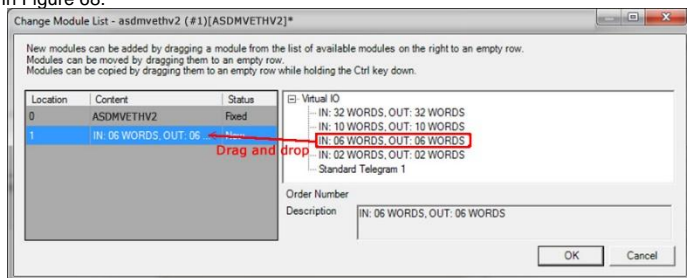 in Figure 68.
Change Module List - asdmvethv2 (#1)[ASDMVETHV2]*
New modules can be added by dragging a module from the list of available modules on the right to an empty row.
Modules can be moved by dragging them to an empty row.
Modules can be copied by dragging them to an empty row while holding the Ctrl key down.
Location Content Status
0 ASDMVETHV2 Fixed
1 IN: 06 WORDS, OUT: 06 ... New
Virtual IO
IN: 32 WORDS, OUT: 32 WORDS
IN: 10 WORDS, OUT: 10 WORDS
IN: 06 WORDS, OUT: 06 WORDS
IN: 02 WORDS, OUT: 02 WORDS
Standard Telegram 1
Drag and drop
Order Number
Description IN: 06 WORDS, OUT: 06 WORDS
OK Cancel